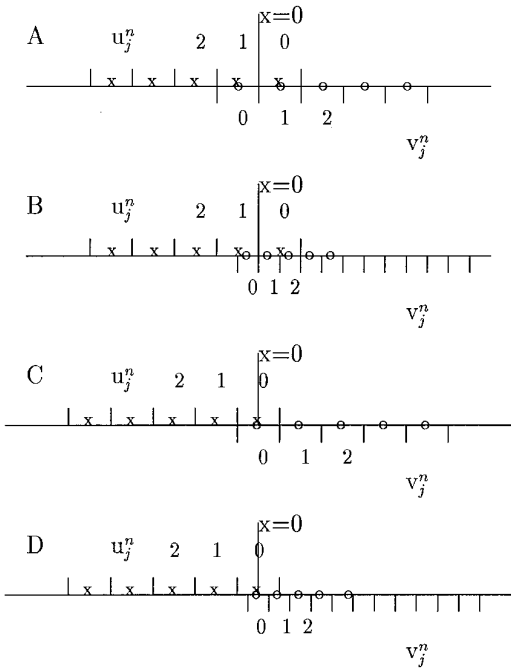 x=0
A u_j^n 2 1 0
x x x x x
o o o o o
0 1 2
v_j^n
x=0
B u_j^n 2 1 0
x x x x x
o o o o o
0 1 2
v_j^n
x=0
C u_j^n 2 1 0
x x x x x
o o o o o
0 1 2
v_j^n
x=0
D u_j^n 2 1 0
x x x x x
o o o o o
0 1 2
v_j^n